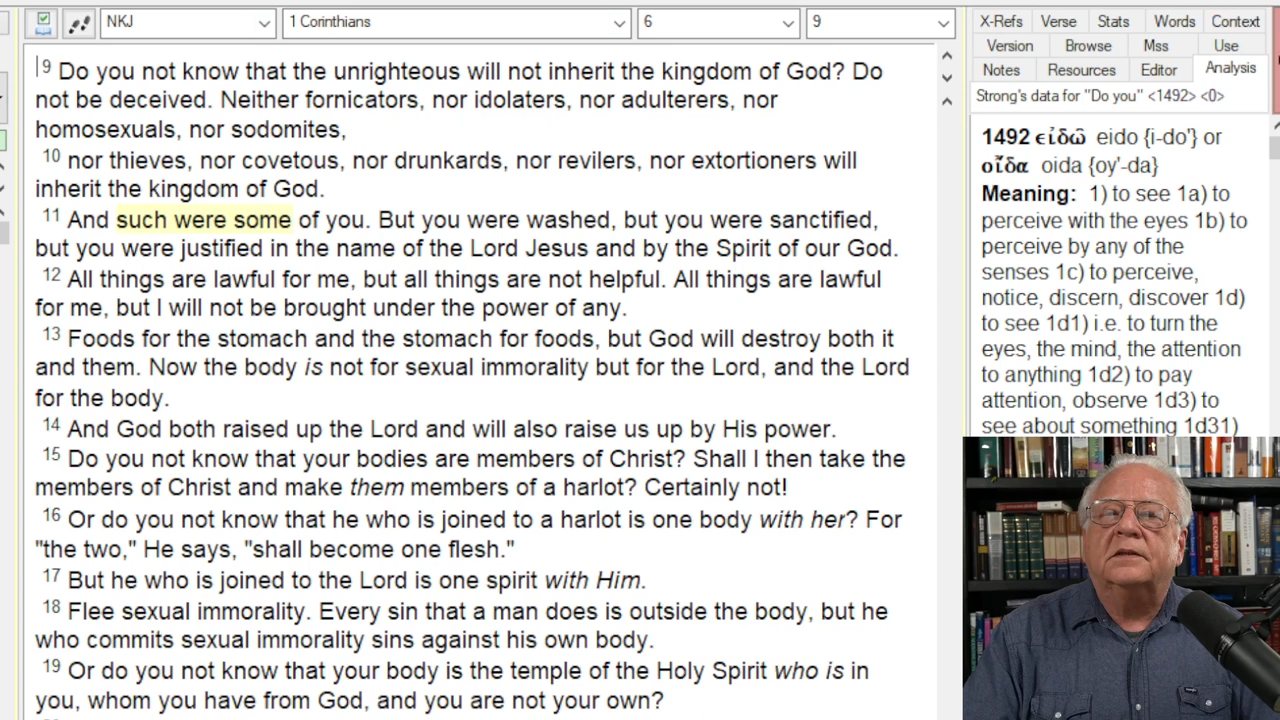 NKJ
1 Corinthians
6
9
X-Refs Verse Stats Words Context
Version Browse Mss Use
Notes Resources Editor Analysis
Strong's data for "Do you" <1492> <0>
9 Do you not know that the unrighteous will not inherit the kingdom of God? Do
not be deceived. Neither fornicators, nor idolaters, nor adulterers, nor
homosexuals, nor sodomites,
10 nor thieves, nor covetous, nor drunkards, nor revilers, nor extortioners will
inherit the kingdom of God.
11 And such were some of you. But you were washed, but you were sanctified,
but you were justified in the name of the Lord Jesus and by the Spirit of our God.
12 All things are lawful for me, but all things are not helpful. All things are lawful
for me, but I will not be brought under the power of any.
13 Foods for the stomach and the stomach for foods, but God will destroy both it
and them. Now the body is not for sexual immorality but for the Lord, and the Lord
for the body.
14 And God both raised up the Lord and will also raise us up by His power.
15 Do you not know that your bodies are members of Christ? Shall I then take the
members of Christ and make them members of a harlot? Certainly not!
16 Or do you not know that he who is joined to a harlot is one body with her? For
"the two," He says, "shall become one flesh."
17 But he who is joined to the Lord is one spirit with Him.
18 Flee sexual immorality. Every sin that a man does is outside the body, but he
who commits sexual immorality sins against his own body.
19 Or do you not know that your body is the temple of the Holy Spirit who is in
you, whom you have from God, and you are not your own?
1492 εἰδῶ eido {i-do'} or
οἶδα oida {oy'-da}
Meaning: 1) to see 1a) to
perceive with the eyes 1b) to
perceive by any of the
senses 1c) to perceive,
notice, discern, discover 1d)
to see 1d1) i.e. to turn the
eyes, the mind, the attention
to anything 1d2) to pay
attention, observe 1d3) to
see about something 1d31)